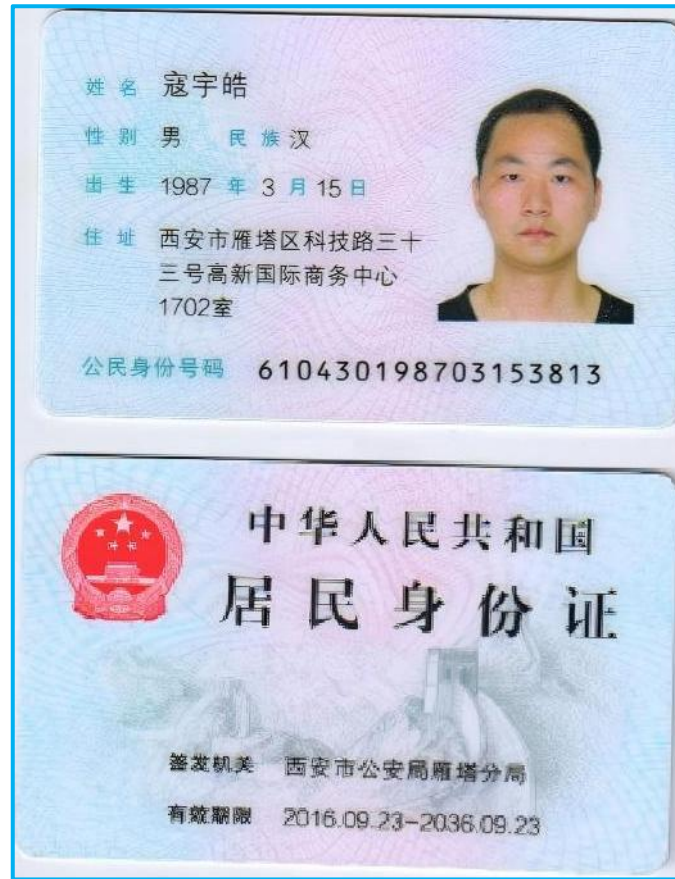 姓名 寇宇皓
性别 男 民族 汉
出生 1987 年 3 月 15 日
住址 西安市雁塔区科技路三十
三号高新国际商务中心
1702室
公民身份号码 610430198703153813
中华人民共和国
居民身份证
签发机关 西安市公安局雁塔分局
有效期限 2016.09.23-2036.09.23